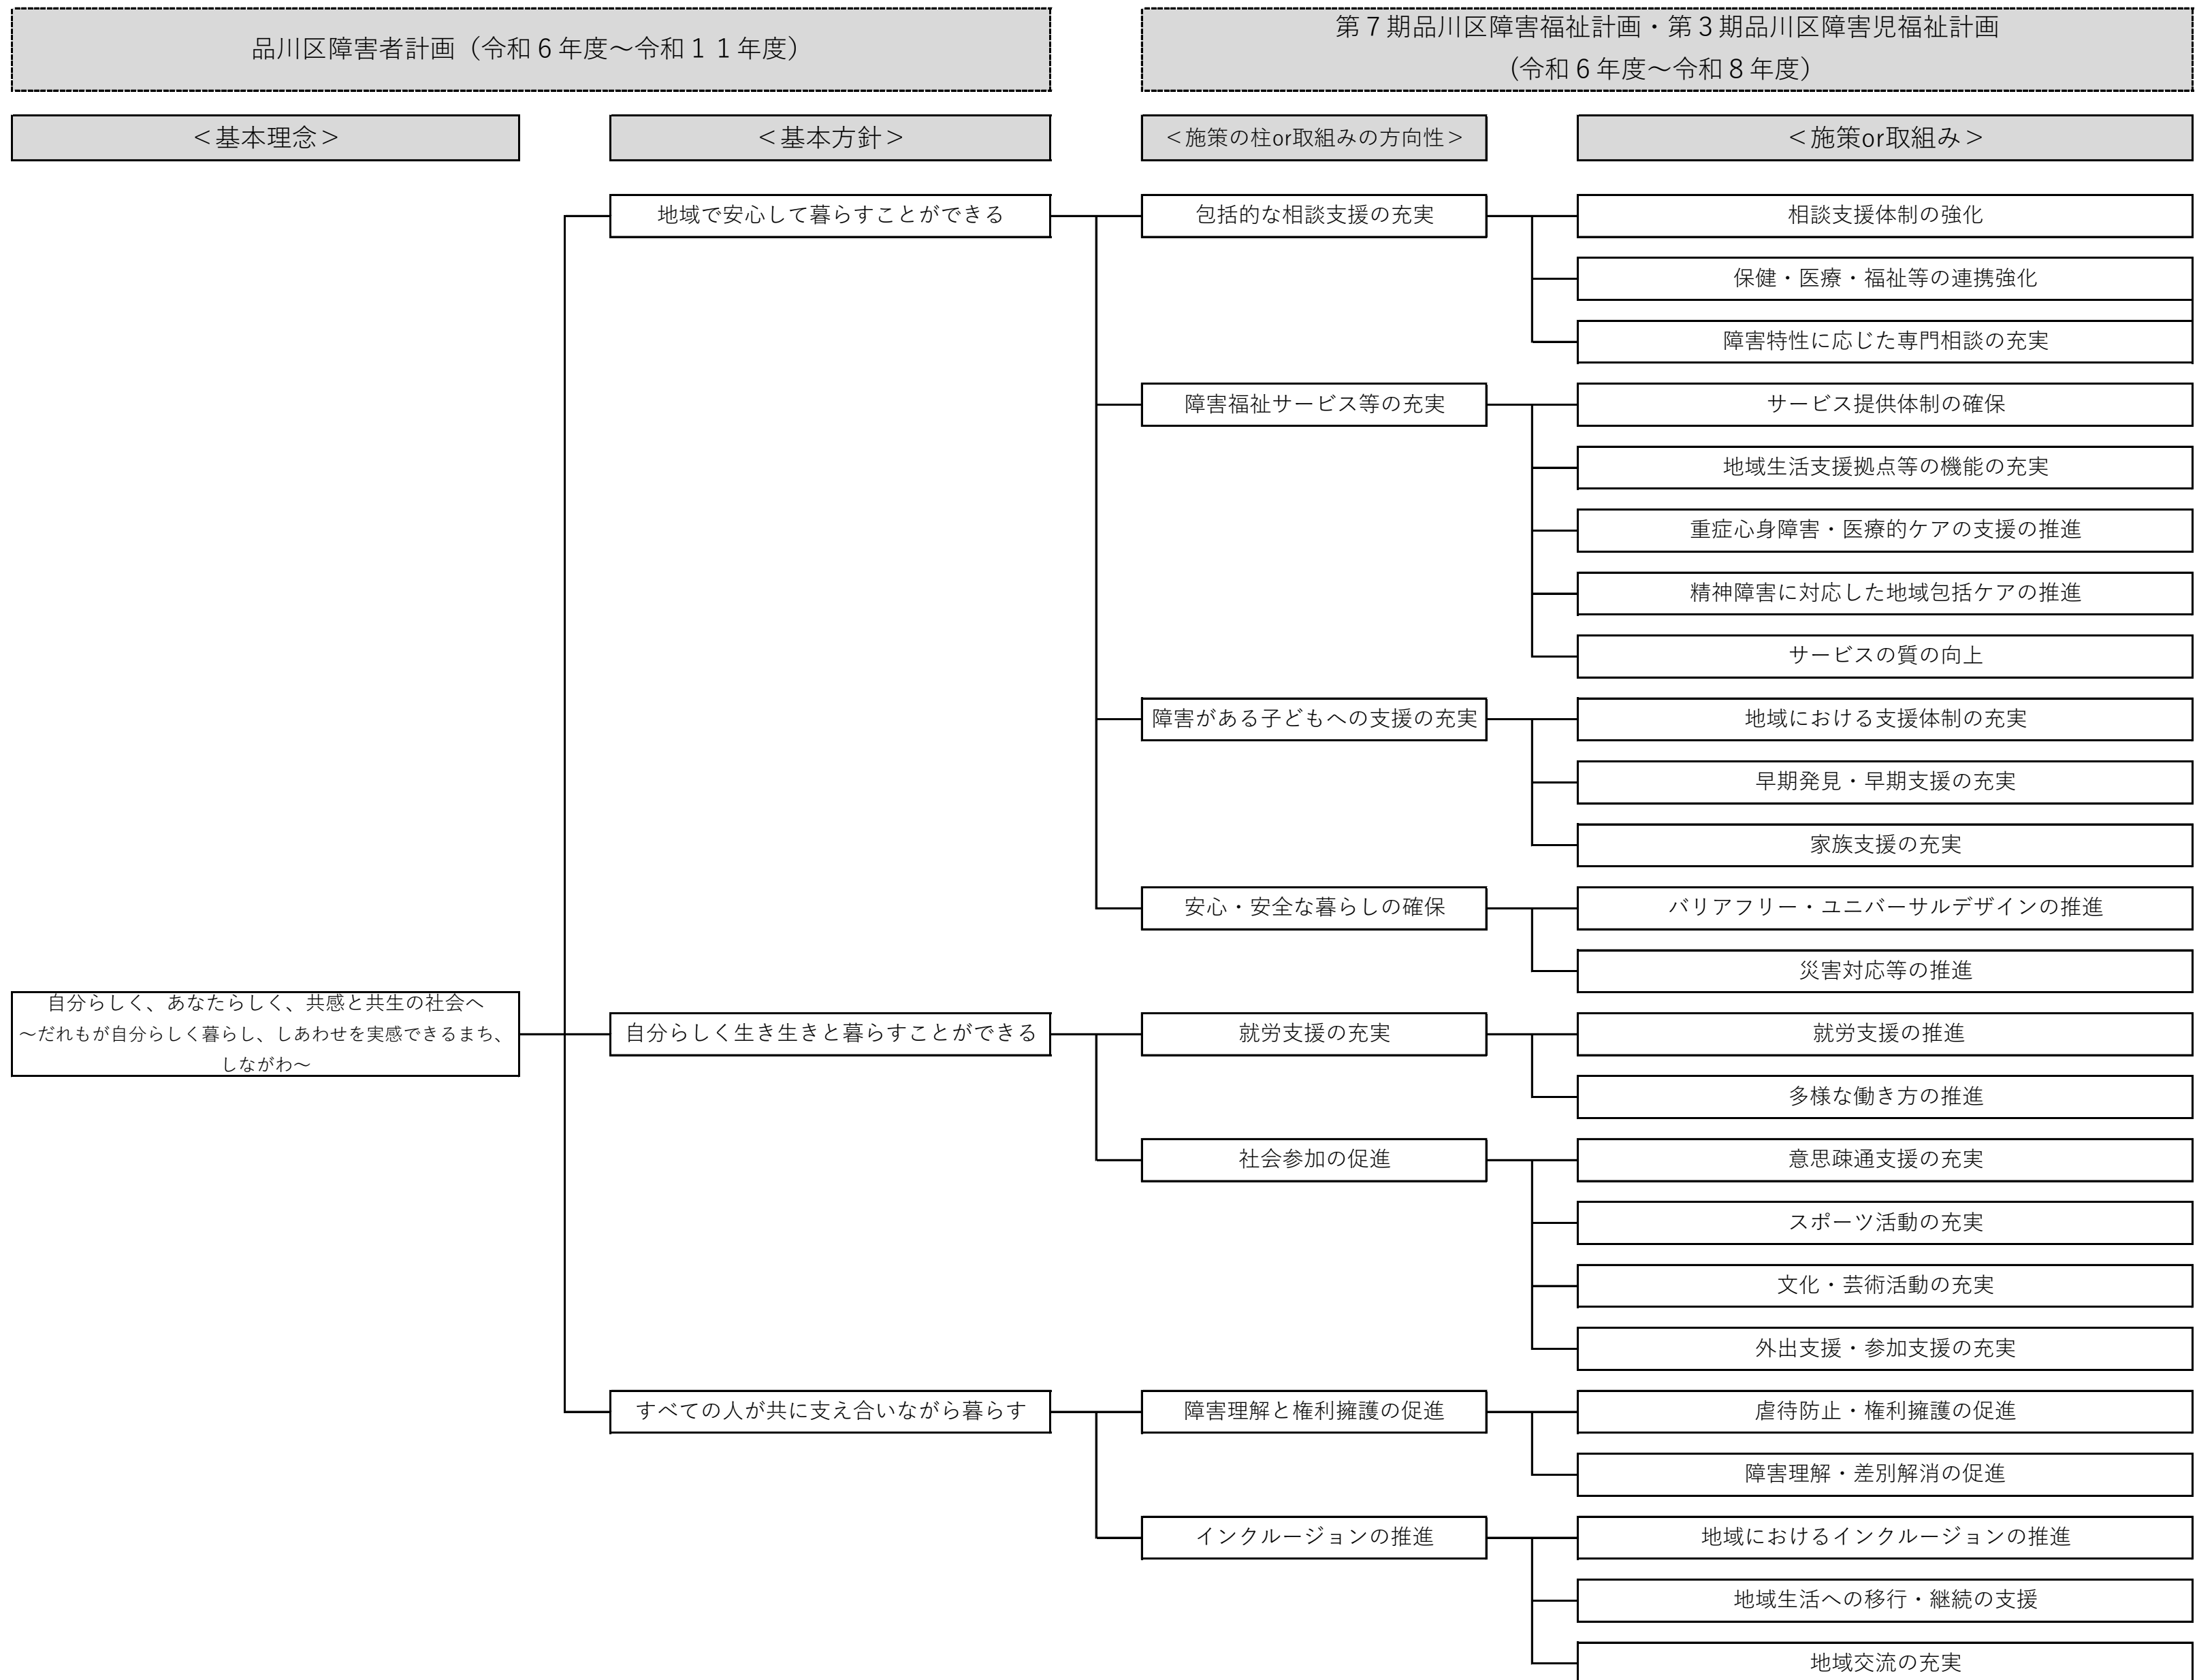 品川区障害者計画（令和６年度～令和１１年度）
第７期品川区障害福祉計画・第３期品川区障害児福祉計画
（令和６年度～令和８年度）
＜基本理念＞
＜基本方針＞
＜施策の柱or取組みの方向性＞
＜施策or取組み＞
地域で安心して暮らすことができる
包括的な相談支援の充実
相談支援体制の強化
保健・医療・福祉等の連携強化
障害特性に応じた専門相談の充実
障害福祉サービス等の充実
サービス提供体制の確保
地域生活支援拠点等の機能の充実
重症心身障害・医療的ケアの支援の推進
精神障害に対応した地域包括ケアの推進
サービスの質の向上
障害がある子どもへの支援の充実
地域における支援体制の充実
早期発見・早期支援の充実
家族支援の充実
安心・安全な暮らしの確保
バリアフリー・ユニバーサルデザインの推進
災害対応等の推進
自分らしく、あなたらしく、共感と共生の社会へ
～だれもが自分らしく暮らし、しあわせを実感できるまち、
しながわ～
自分らしく生き生きと暮らすことができる
就労支援の充実
就労支援の推進
多様な働き方の推進
社会参加の促進
意思疎通支援の充実
スポーツ活動の充実
文化・芸術活動の充実
外出支援・参加支援の充実
すべての人が共に支え合いながら暮らす
障害理解と権利擁護の促進
虐待防止・権利擁護の促進
障害理解・差別解消の促進
インクルージョンの推進
地域におけるインクルージョンの推進
地域生活への移行・継続の支援
地域交流の充実